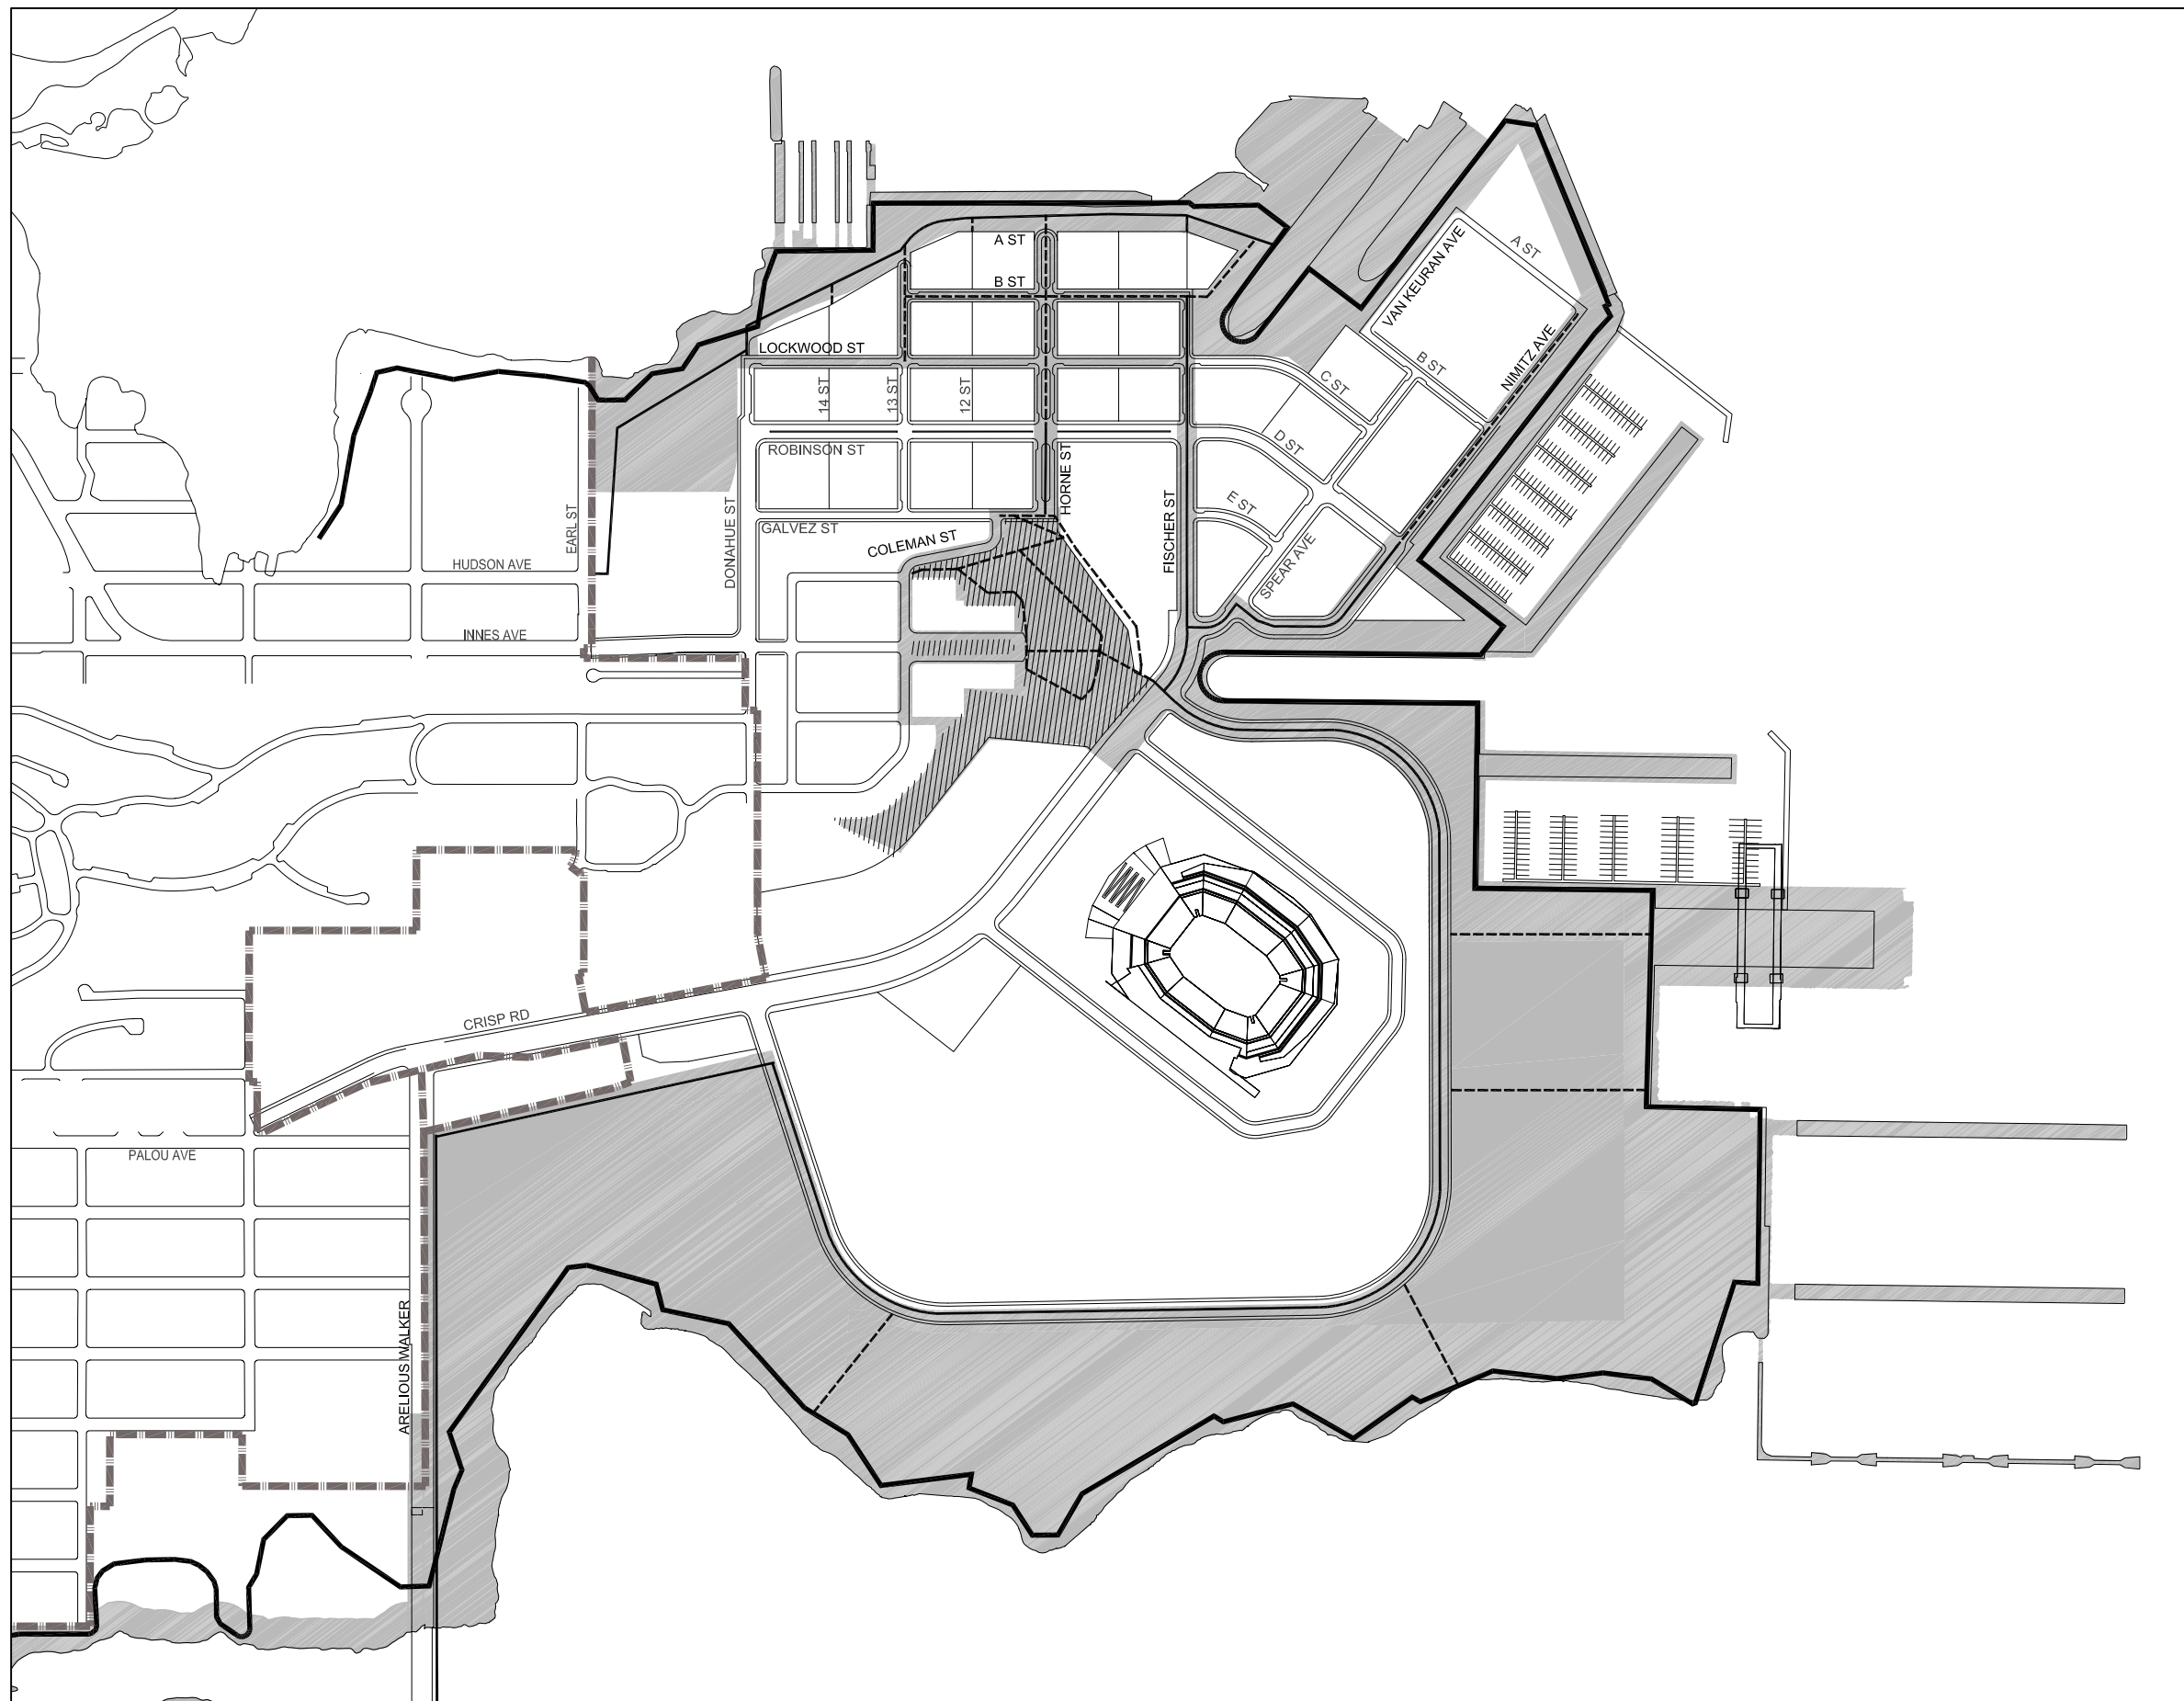 A ST
B ST
VAN KEURAN AVE
A ST
LOCKWOOD ST
NIMITZ AVE
B ST
C ST
14 ST
13 ST
12 ST
D ST
ROBINSON ST
HORNE ST
FISCHER ST
E ST
EARL ST
DONAHUE ST
GALVEZ ST
COLEMAN ST
HUDSON AVE
SPEAR AVE
INNES AVE
CRISP RD
PALOU AVE
ARELIOUS WALKER